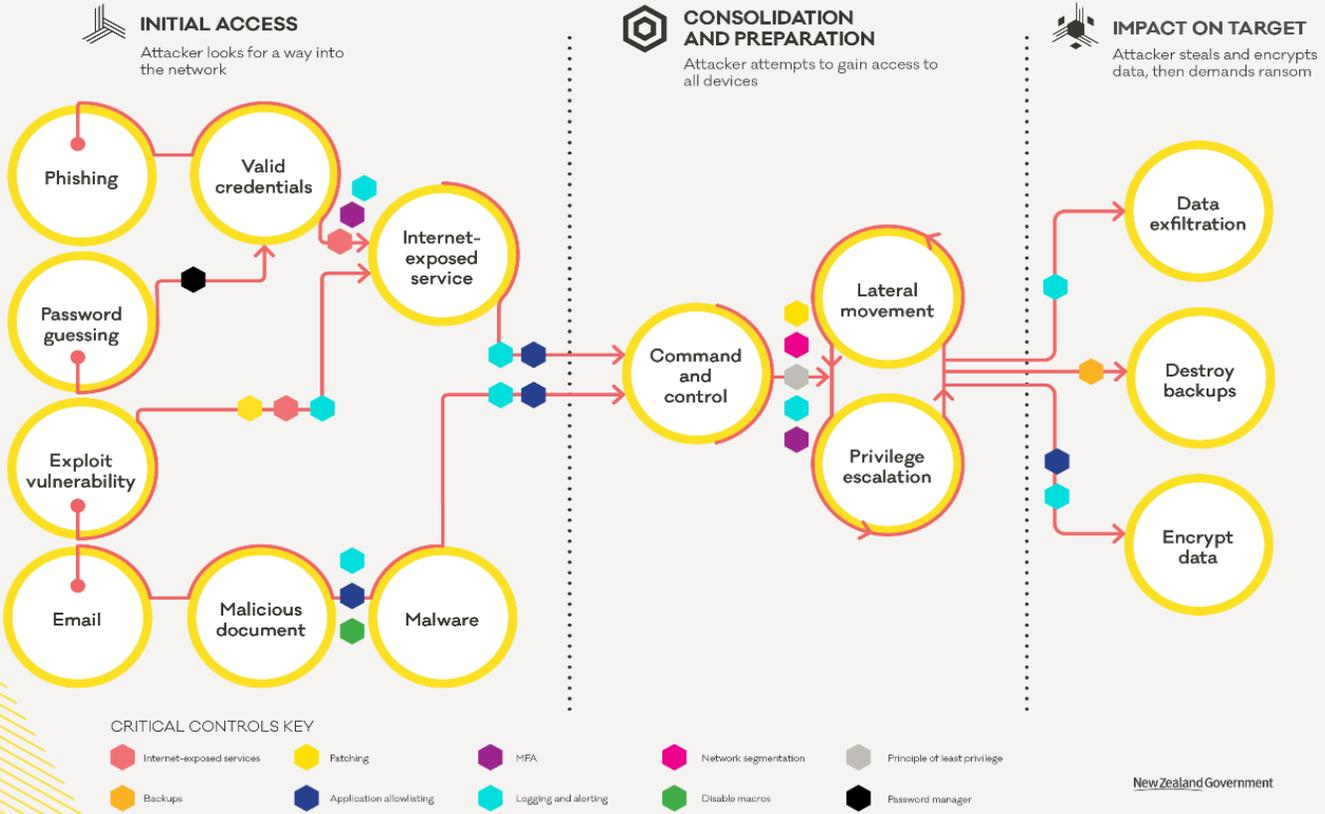 INITIAL ACCESS
Attacker looks for a way into
the network
CONSOLIDATION
AND PREPARATION
Attacker attempts to gain access to
all devices
IMPACT ON TARGET
Attacker steals and encrypts
data, then demands ransom
Phishing
Valid
credentials
Internet-
exposed
service
Password
guessing
Exploit
vulnerability
Email
Malicious
document
Malware
Command
and
control
Lateral
movement
Privilege
escalation
Data
exfiltration
Destroy
backups
Encrypt
data
CRITICAL CONTROLS KEY
Internet-exposed services
Patching
MFA
Network segmentation
Principle of least privilege
Backups
Application allowlisting
Logging and alerting
Disable macros
Password manager
New Zealand Government